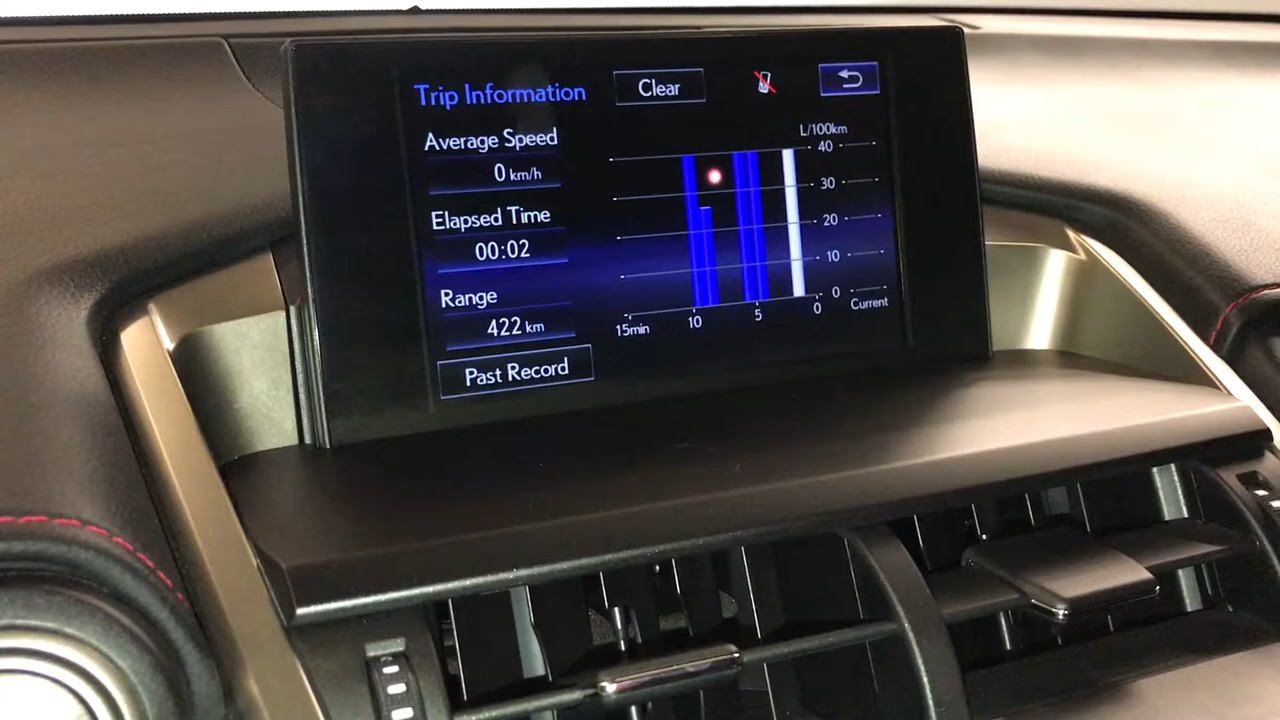 Trip Information
Clear
Average Speed
0 km/h
Elapsed Time
00:02
Range
422 km
Past Record
L/100km
40
30
20
10
0
Current
15min
10
5
0